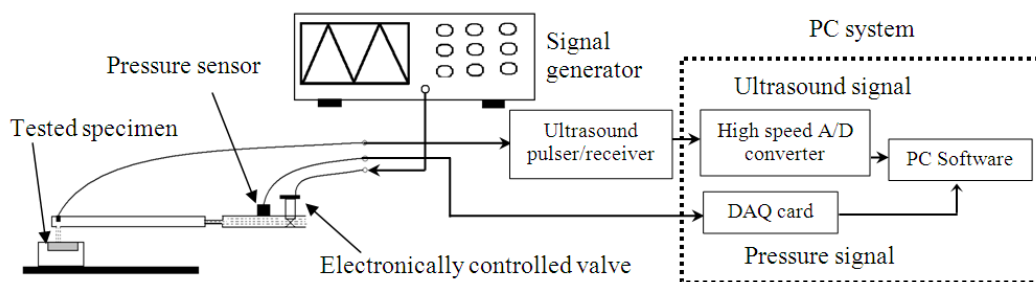 PC system
Signal
generator
Pressure sensor
Ultrasound signal
Tested specimen
Ultrasound
pulser/receiver
High speed A/D
converter
PC Software
DAQ card
Pressure signal
Electronically controlled valve